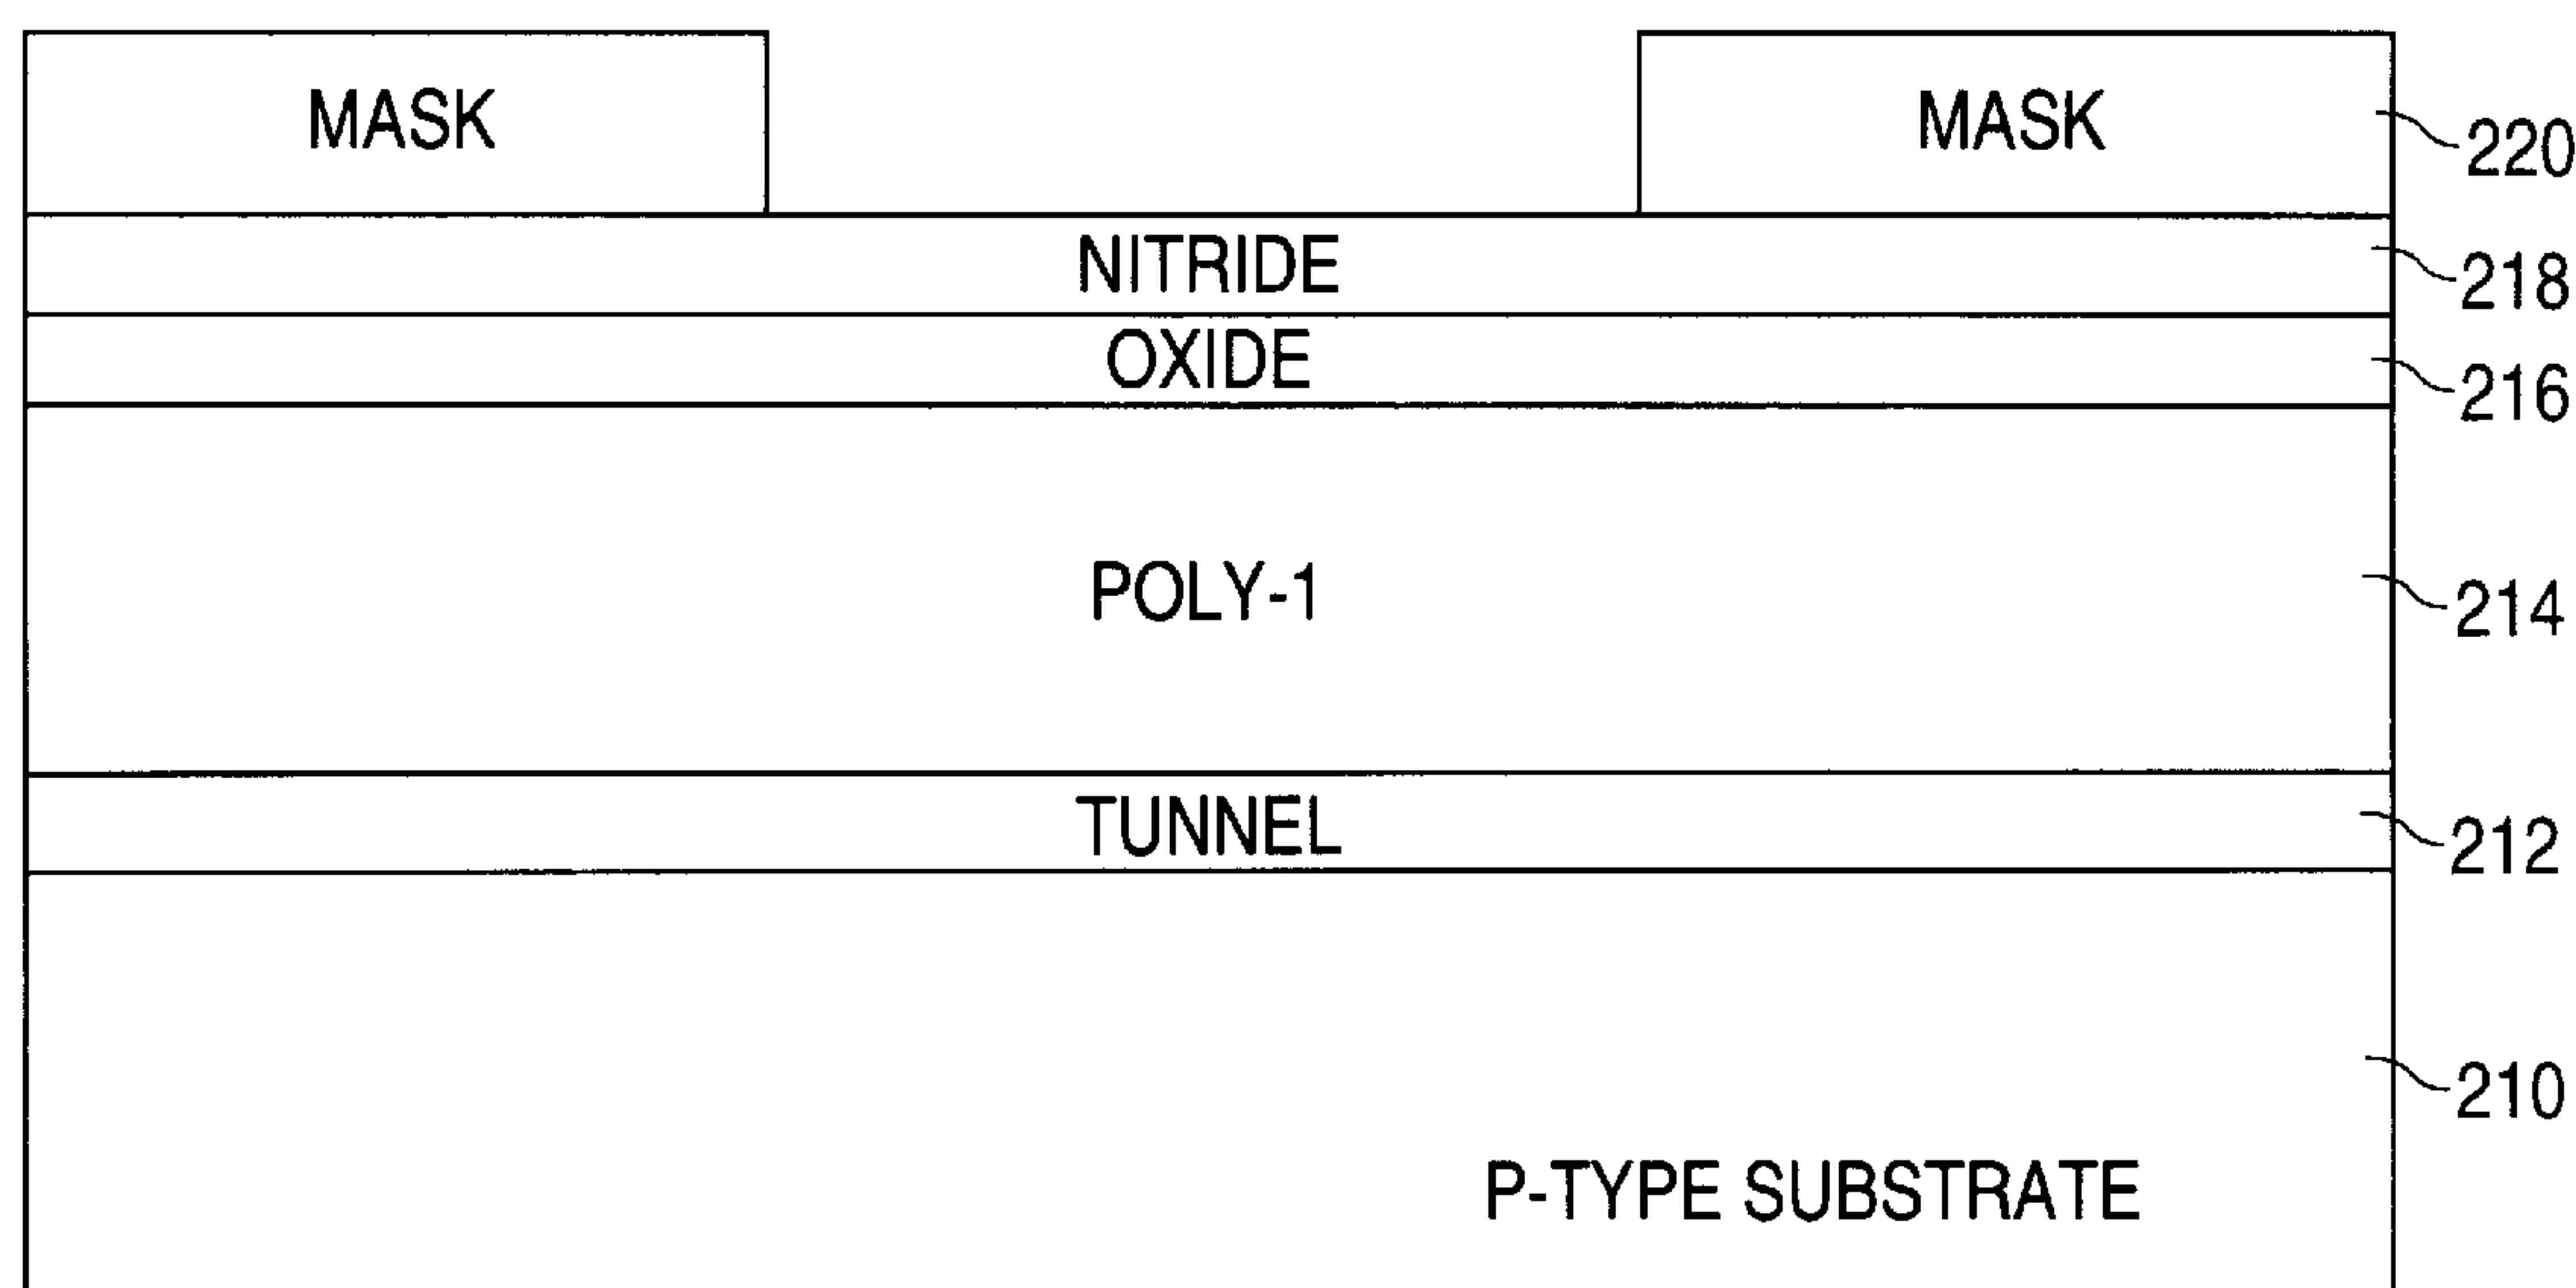 MASK MASK 220
NITRIDE 218
OXIDE 216
POLY-1 214
TUNNEL 212
210
P-TYPE SUBSTRATE